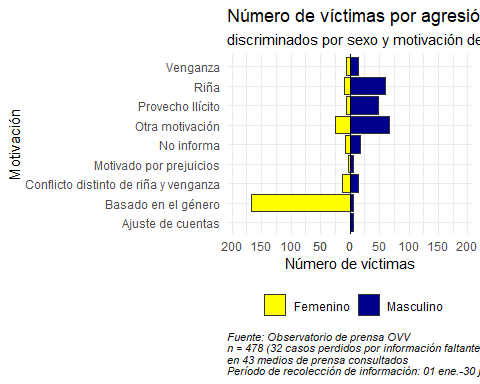 Número de víctimas por agresió
discriminados por sexo y motivación de
Motivación
Venganza
Riña
Provecho Ilícito
Otra motivación
No informa
Motivado por prejuicios
Conflicto distinto de riña y venganza
Basado en el género
Ajuste de cuentas
200 150 100 50 0 50 100 150 200
Número de víctimas
Femenino Masculino
Fuente: Observatorio de prensa OVV
n = 478 (32 casos perdidos por información faltante
en 43 medios de prensa consultados
Período de recolección de información: 01 ene.-30 j